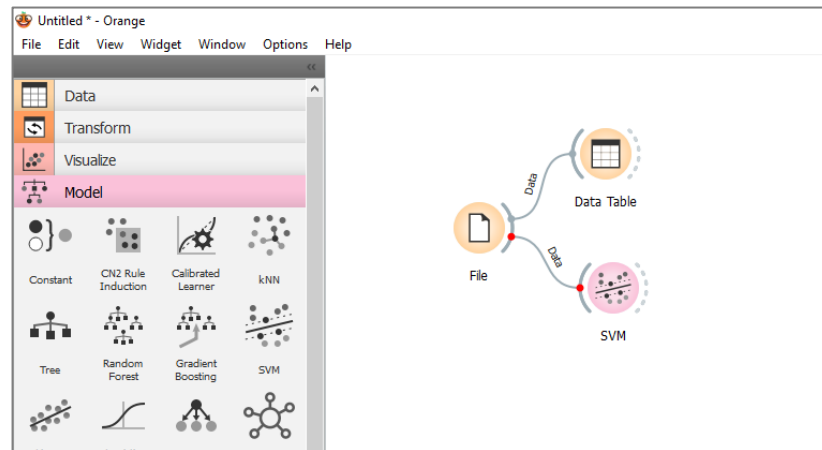 Untitled * - Orange
File Edit View Widget Window Options Help
Data
Transform
Visualize
Model
Constant
CN2 Rule
Induction
Calibrated
Learner
kNN
Tree
Random
Forest
Gradient
Boosting
SVM
Data
Data Table
File
Data
SVM